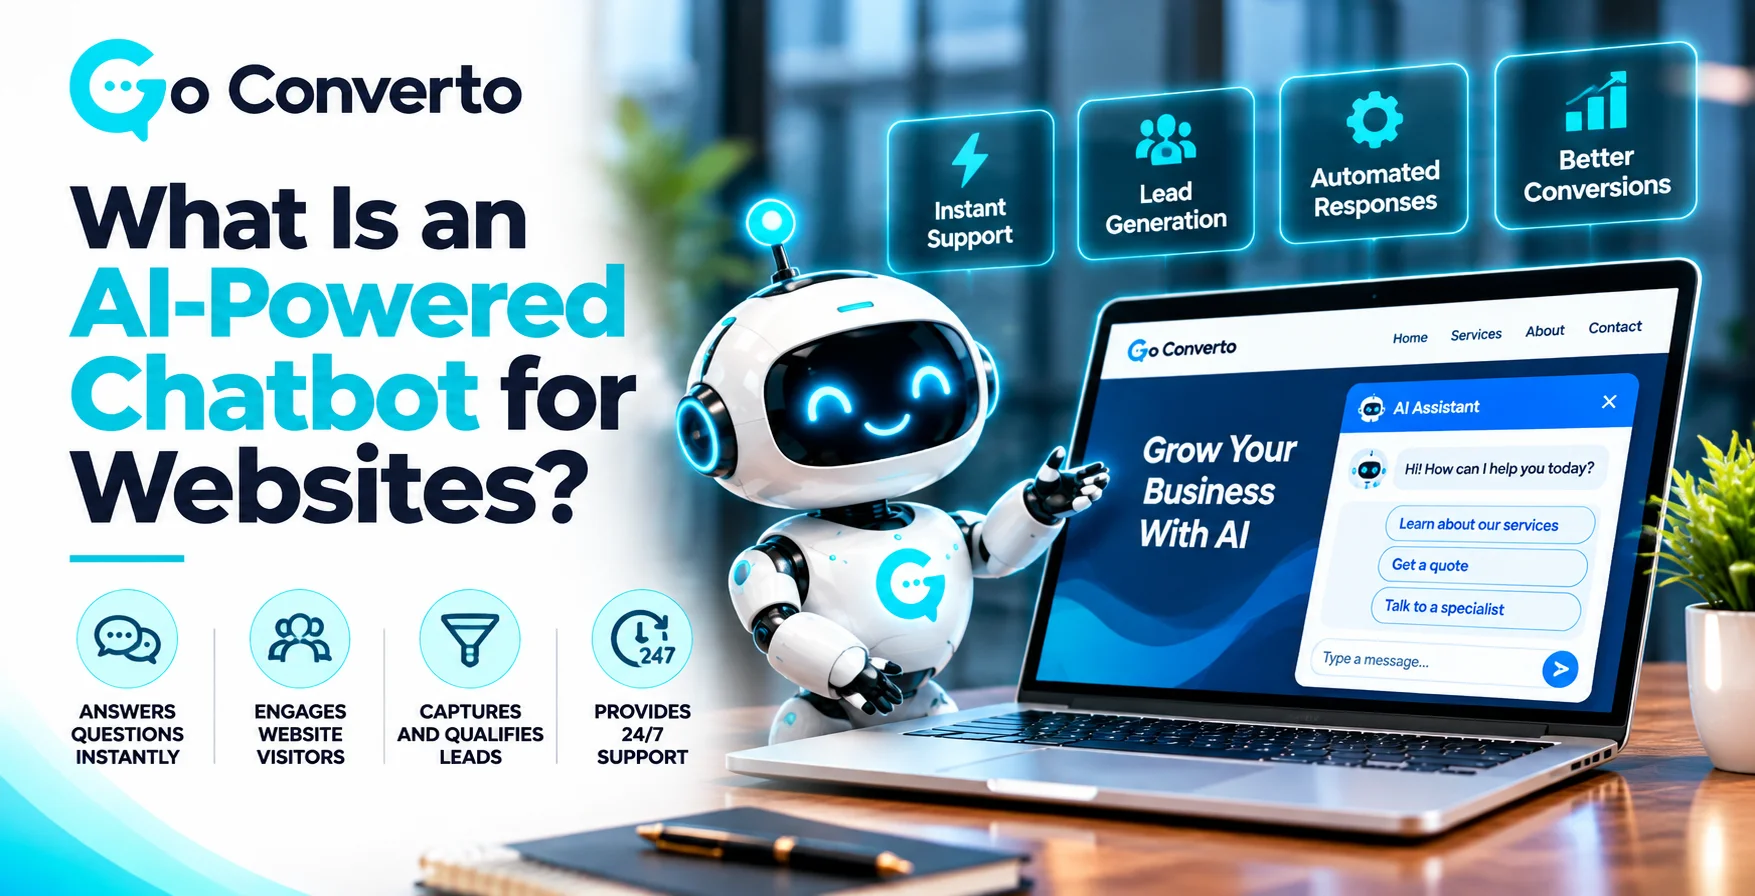 Go Converto
What Is an
AI-Powered
Chatbot for
Websites?
247
ANSWERS
QUESTIONS
INSTANTLY
ENGAGES
WEBSITE
VISITORS
CAPTURES
AND QUALIFIES
LEADS
PROVIDES
24/7
SUPPORT
Instant
Support
Lead
Generation
Automated
Responses
Better
Conversions
Go Converto
Home Services About Contact
Grow Your
Business
With AI
AI Assistant
Hi! How can I help you today?
Learn about our services
Get a quote
Talk to a specialist
Type a message...
G